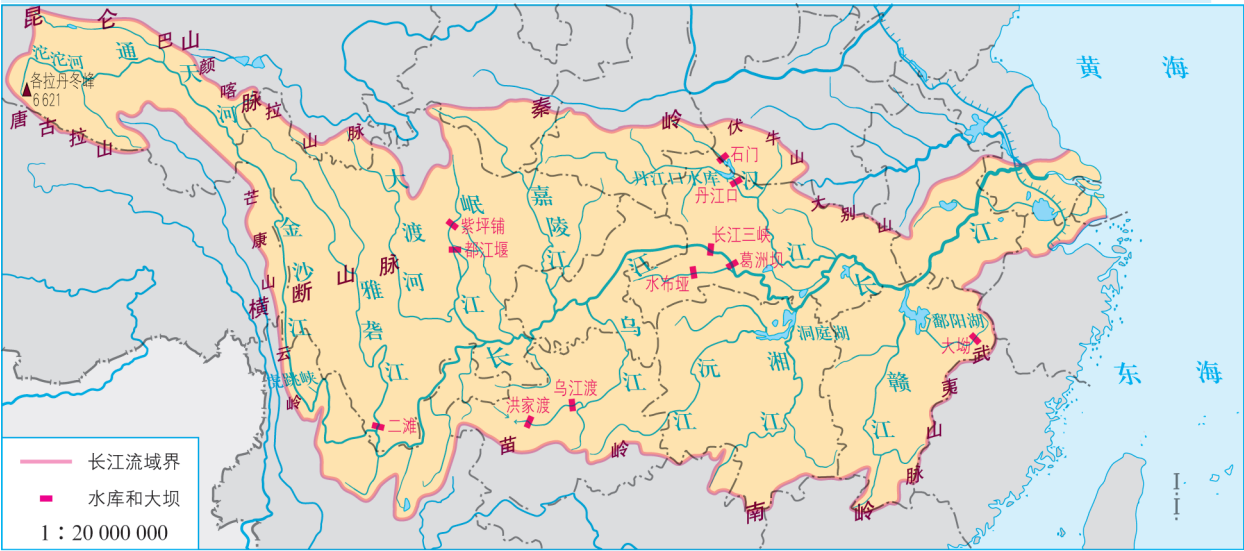 昆仑
巴山
颜
喀
拉
山
脉
沱沱河
通
天
河
各拉丹冬峰
6 621
唐古拉山
脉
秦
岭
伏牛山
石门
丹江口水库
丹江口
汉
江
大别山
黄海
大
渡
河
岷
江
嘉
陵
江
紫坪铺
都江堰
芒
康
山
金
沙
江
横断山脉
雅
砻
江
云
岭
虎跳峡
长江三峡
葛洲坝
水布垭
江
长
江
乌
江
长
洞庭湖
鄱阳湖
大坳
武
夷
山
脉
沅
江
湘
江
赣
江
乌江渡
洪家渡
二滩
苗
岭
南
岭
东海
长江流域界
水库和大坝
1∶20 000 000